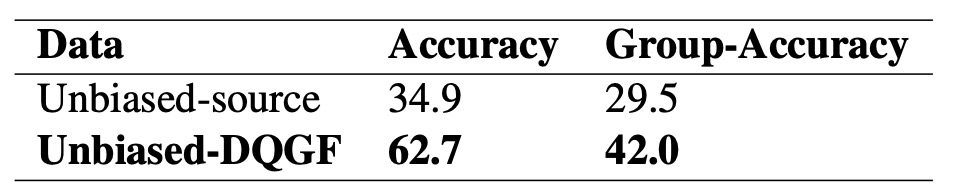 Data Accuracy Group-Accuracy
Unbiased-source 34.9 29.5
Unbiased-DQGF 62.7 42.0